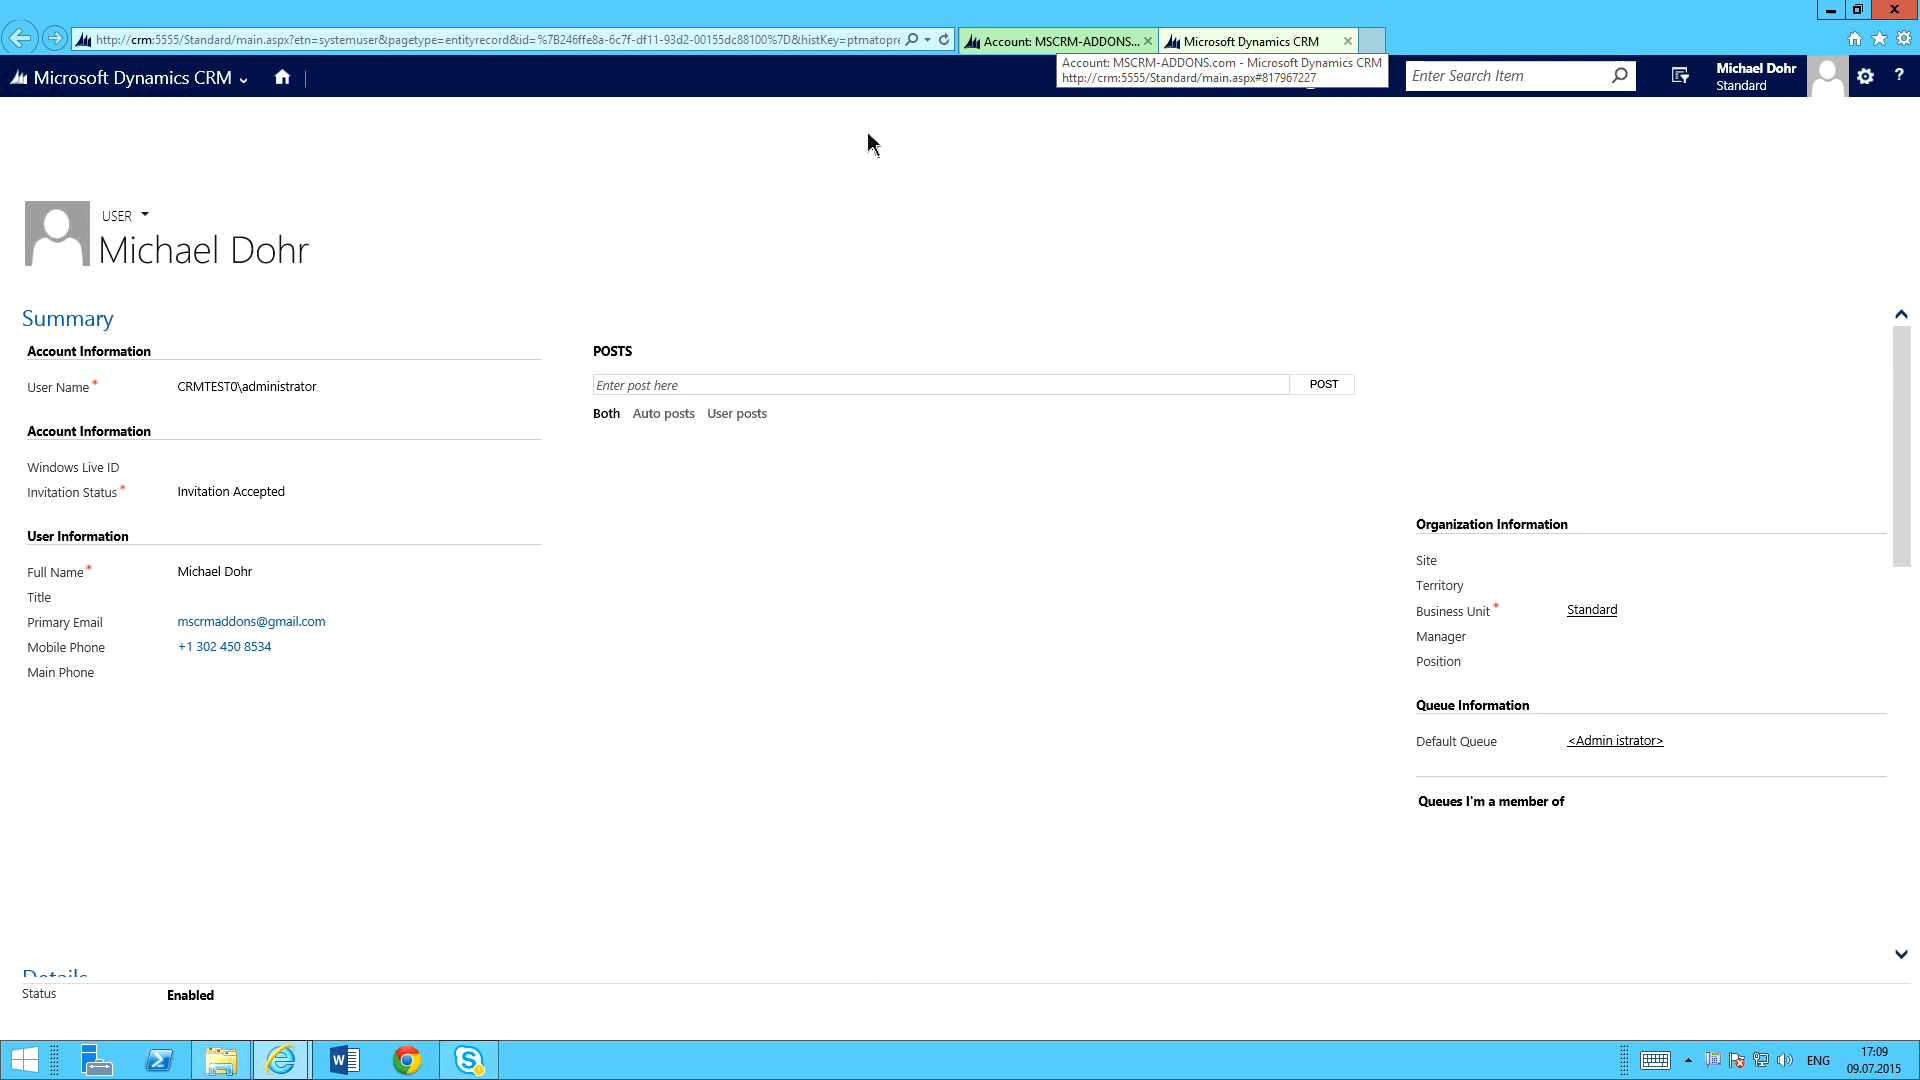 http://crm:5555/Standard/main.aspx?etn=systemuser&pagetype=entityrecord&id=%7B246ffe8a-6c7f-df11-93d2-00155dc88100%7D&histKey=ptmatopre
Account: MSCRM-ADDONS...
Microsoft Dynamics CRM
Account: MSCRM-ADDONS.com - Microsoft Dynamics CRM
http://crm:5555/Standard/main.aspx#817967227
Microsoft Dynamics CRM
Enter Search Item
Michael Dohr
Standard
?
USER
Michael Dohr
Summary
Account Information
User Name*
CRMTEST0\administrator
Account Information
Windows Live ID
Invitation Status*
Invitation Accepted
User Information
Full Name*
Michael Dohr
Title
Primary Email
mscrmaddons@gmail.com
Mobile Phone
+1 302 450 8534
Main Phone
POSTS
Enter post here
POST
Both Auto posts User posts
Organization Information
Site
Territory
Business Unit*
Standard
Manager
Position
Queue Information
Default Queue
<Admin istrator>
Queues I'm a member of
Details
Status
Enabled
ENG
17:09
09.07.2015